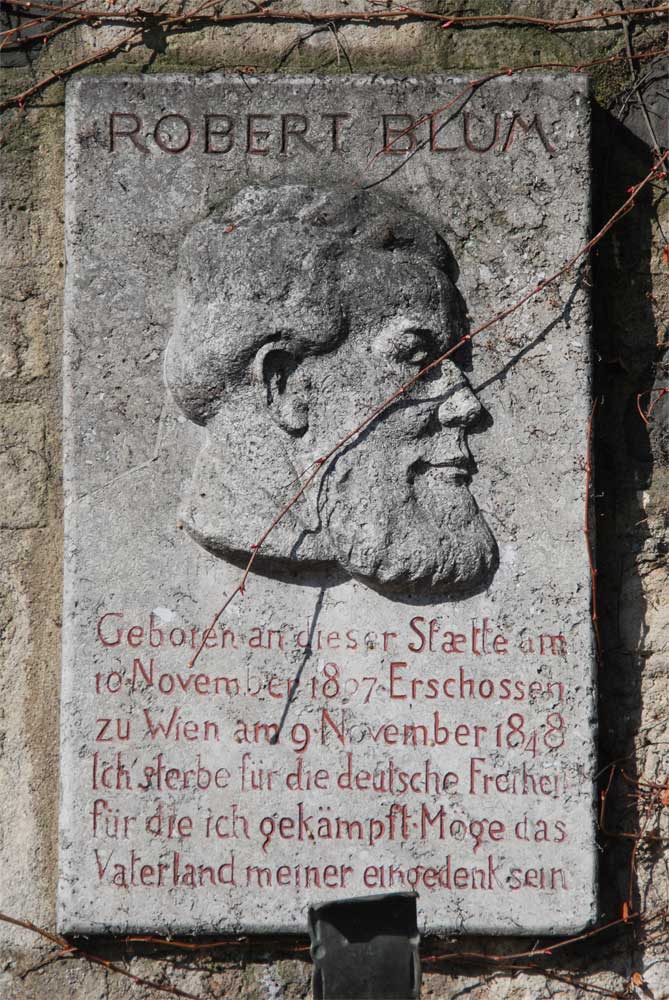 ROBERT BLUM
Geboren an dieser Stætte am
10·November 1807·Erschossen
zu Wien am 9·November 1848
Ich sterbe für die deutsche Freiheit
für die ich gekämpft·Möge das
Vaterland meiner eingedenk sein